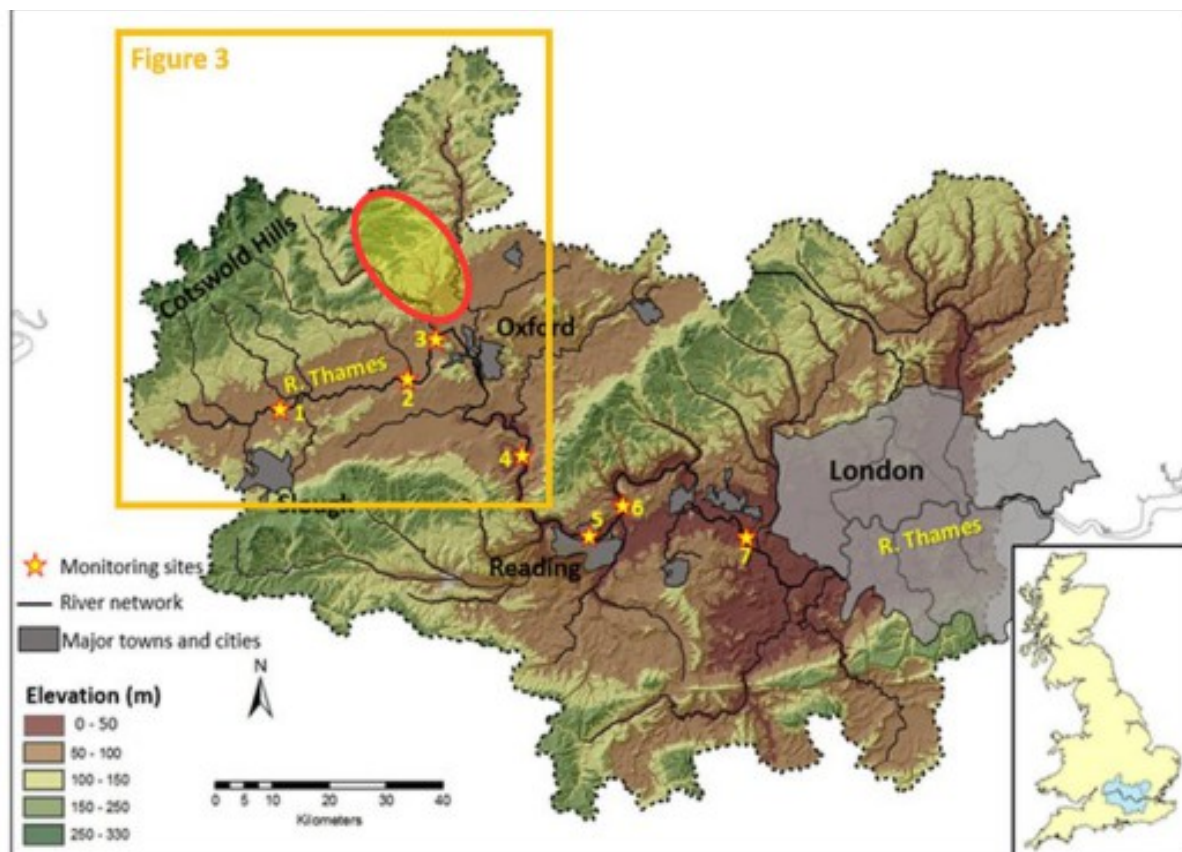 Figure 3
Cotswold Hills
Oxford
3
R. Thames
2
1
4
London
Slough
6
5
R. Thames
7
Reading
Monitoring sites
River network
Major towns and cities
N
Elevation (m)
0 - 50
50 - 100
100 - 150
150 - 250
250 - 330
0 5 10 20 30 40
Kilometers